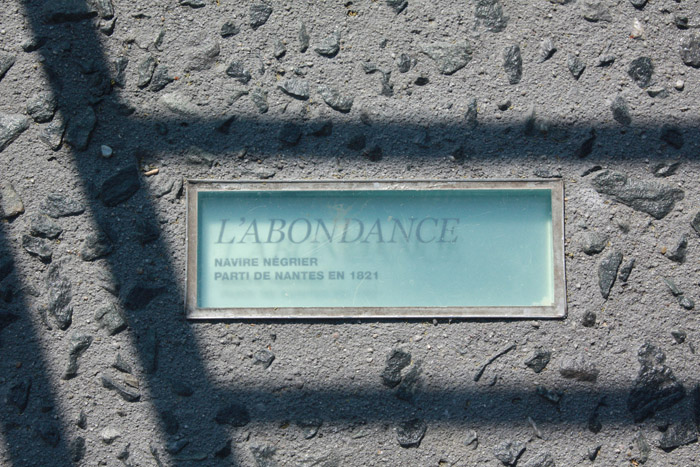 L'ABONDANCE
NAVIRE NÉGRIER
PARTI DE NANTES EN 1821